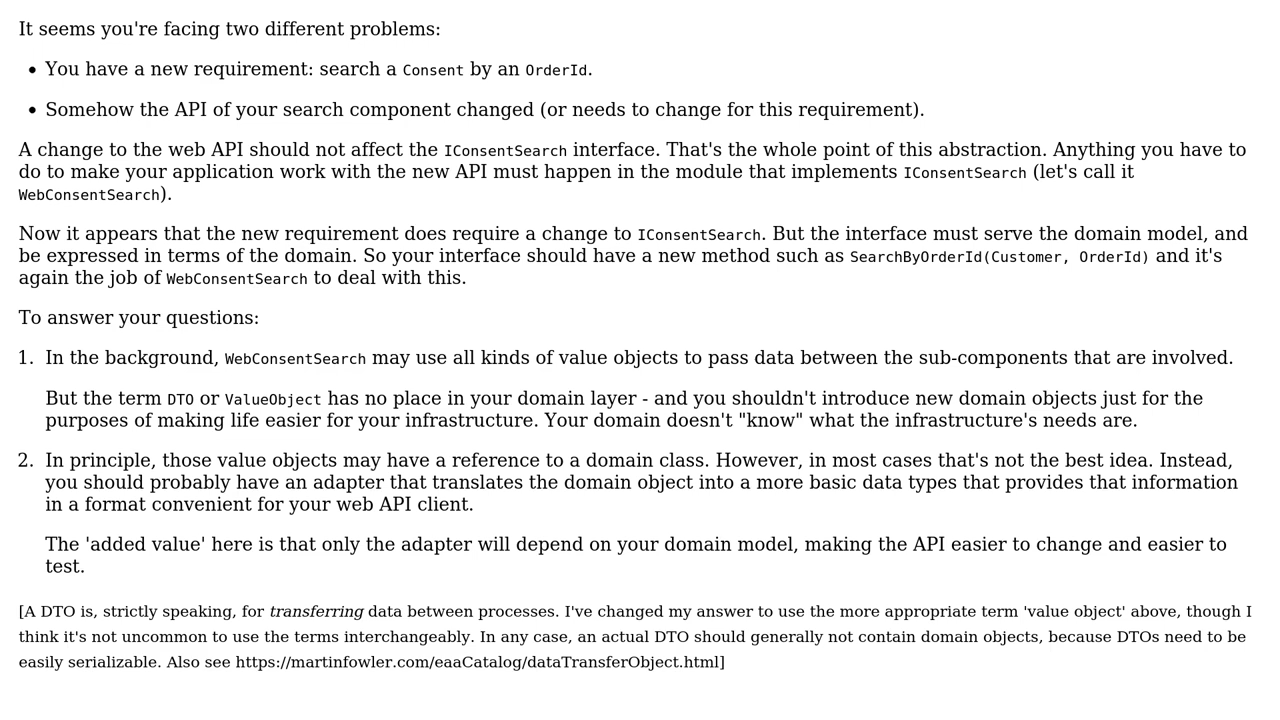 It seems you're facing two different problems:
• You have a new requirement: search a Consent by an OrderId.
• Somehow the API of your search component changed (or needs to change for this requirement).
A change to the web API should not affect the IConsentSearch interface. That's the whole point of this abstraction. Anything you have to
do to make your application work with the new API must happen in the module that implements IConsentSearch (let's call it
WebConsentSearch).
Now it appears that the new requirement does require a change to IConsentSearch. But the interface must serve the domain model, and
be expressed in terms of the domain. So your interface should have a new method such as SearchByOrderId(Customer, OrderId) and it's
again the job of WebConsentSearch to deal with this.
To answer your questions:
1. In the background, WebConsentSearch may use all kinds of value objects to pass data between the sub-components that are involved.
But the term DTO or ValueObject has no place in your domain layer - and you shouldn't introduce new domain objects just for the
purposes of making life easier for your infrastructure. Your domain doesn't "know" what the infrastructure's needs are.
2. In principle, those value objects may have a reference to a domain class. However, in most cases that's not the best idea. Instead,
you should probably have an adapter that translates the domain object into a more basic data types that provides that information
in a format convenient for your web API client.
The 'added value' here is that only the adapter will depend on your domain model, making the API easier to change and easier to
test.
[A DTO is, strictly speaking, for transferring data between processes. I've changed my answer to use the more appropriate term 'value object' above, though I
think it's not uncommon to use the terms interchangeably. In any case, an actual DTO should generally not contain domain objects, because DTOs need to be
easily serializable. Also see https://martinfowler.com/eaaCatalog/dataTransferObject.html]